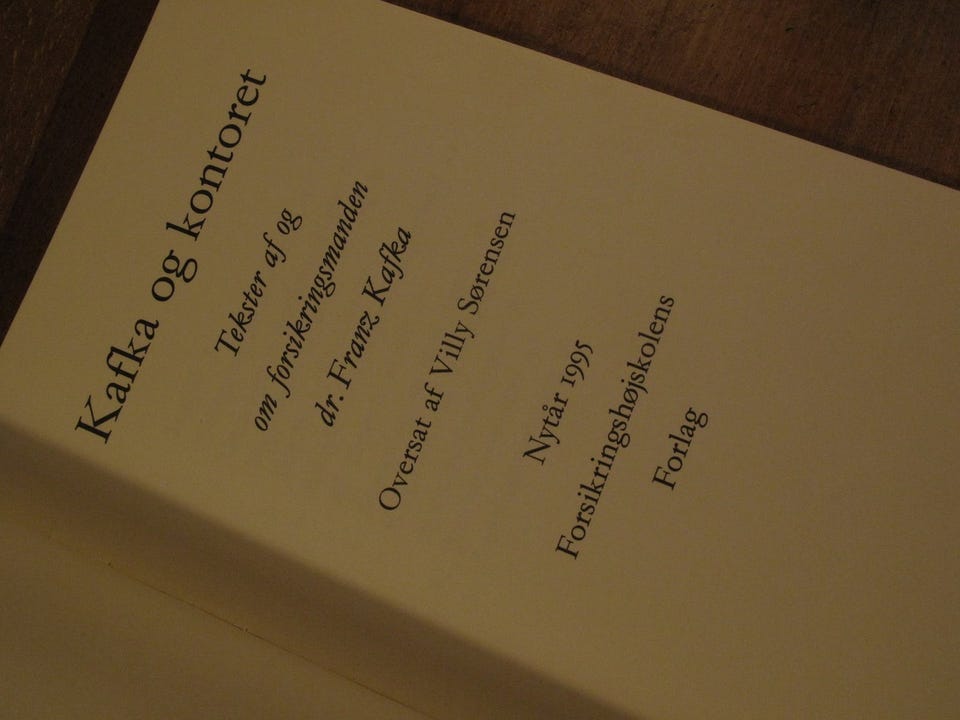 Kafka og kontoret
Tekster af og
om forsikringsmanden
dr. Franz Kafka
Oversat af Villy Sørensen
Nytår 1995
Forsikringshøjskolens
Forlag